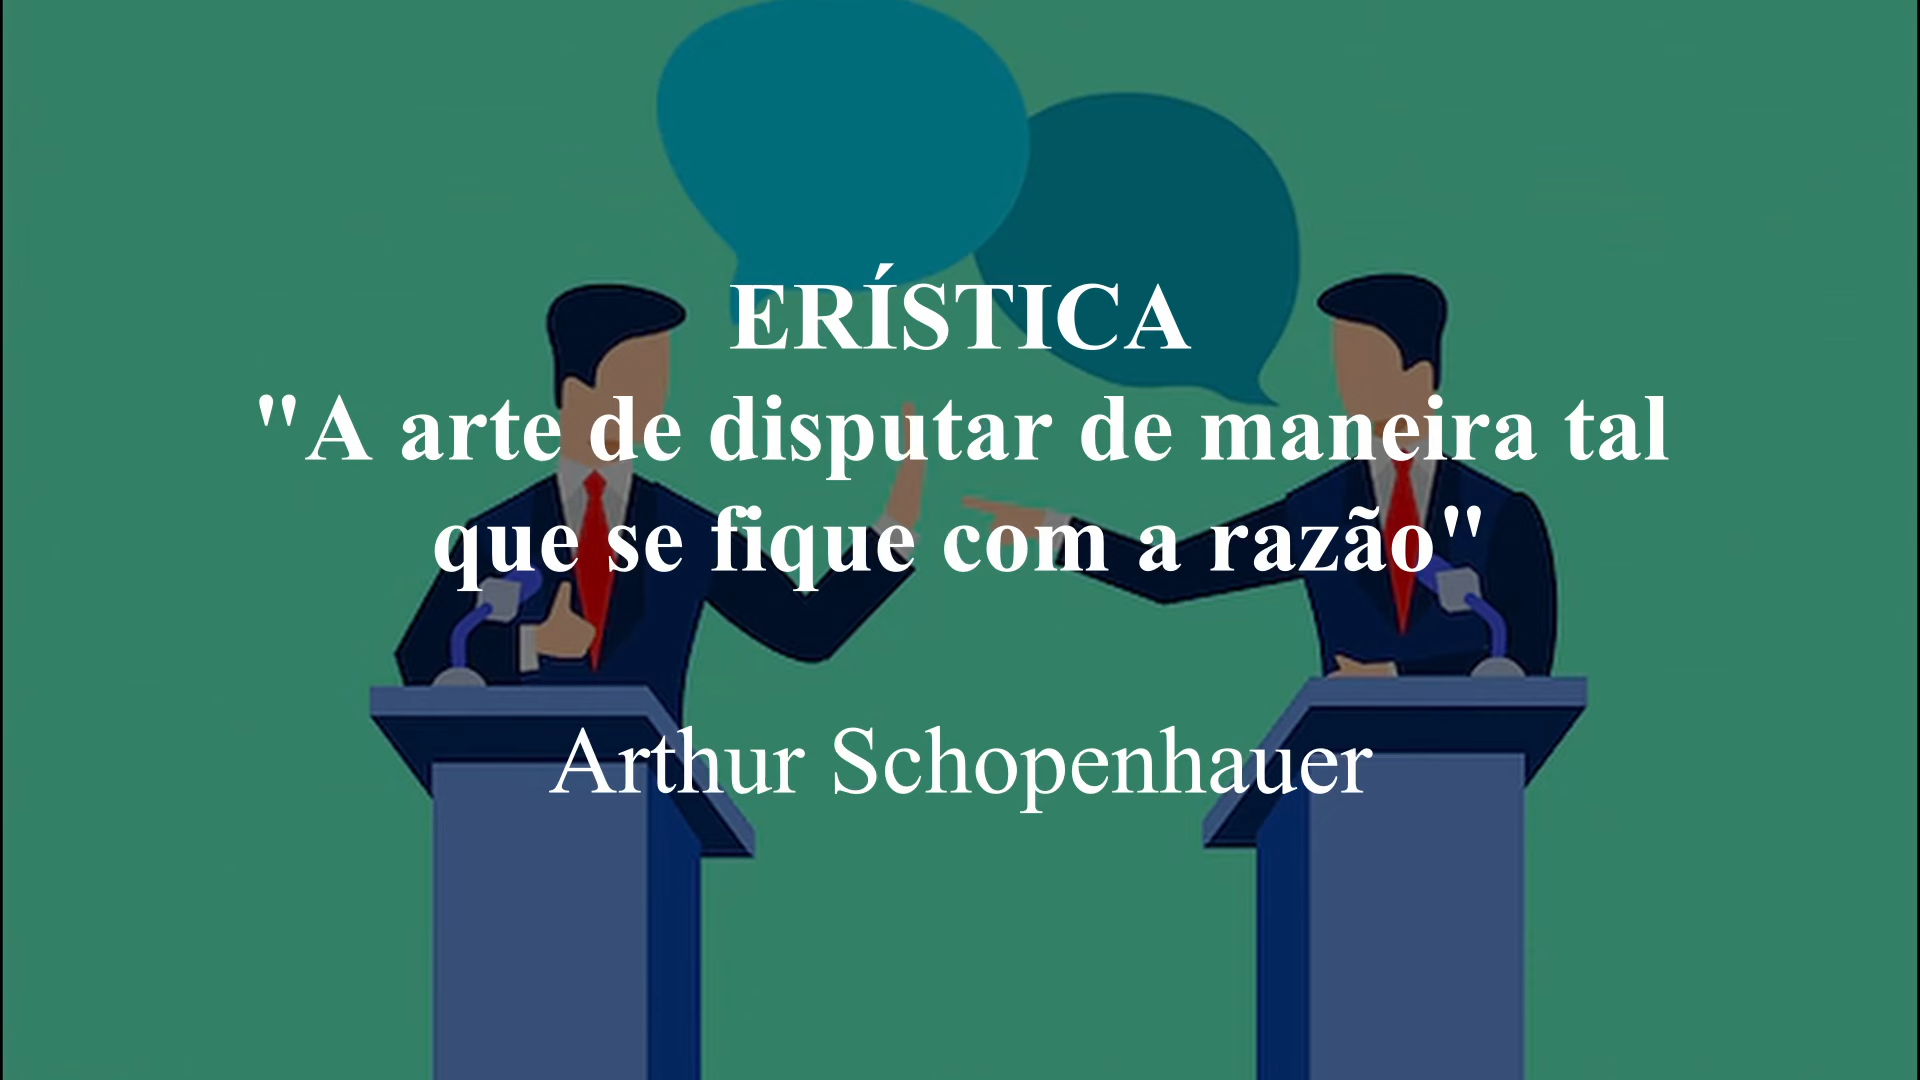 ERÍSTICA
"A arte de disputar de maneira tal
que se fique com a razão"
Arthur Schopenhauer